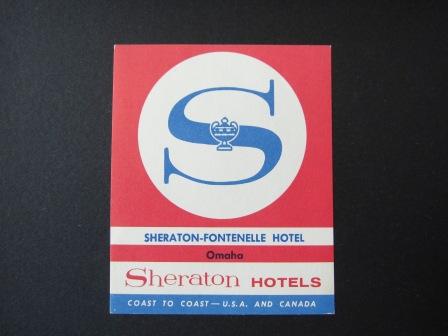 S
SHERATON-FONTENELLE HOTEL
Omaha
Sheraton HOTELS
COAST TO COAST—U.S.A. AND CANADA